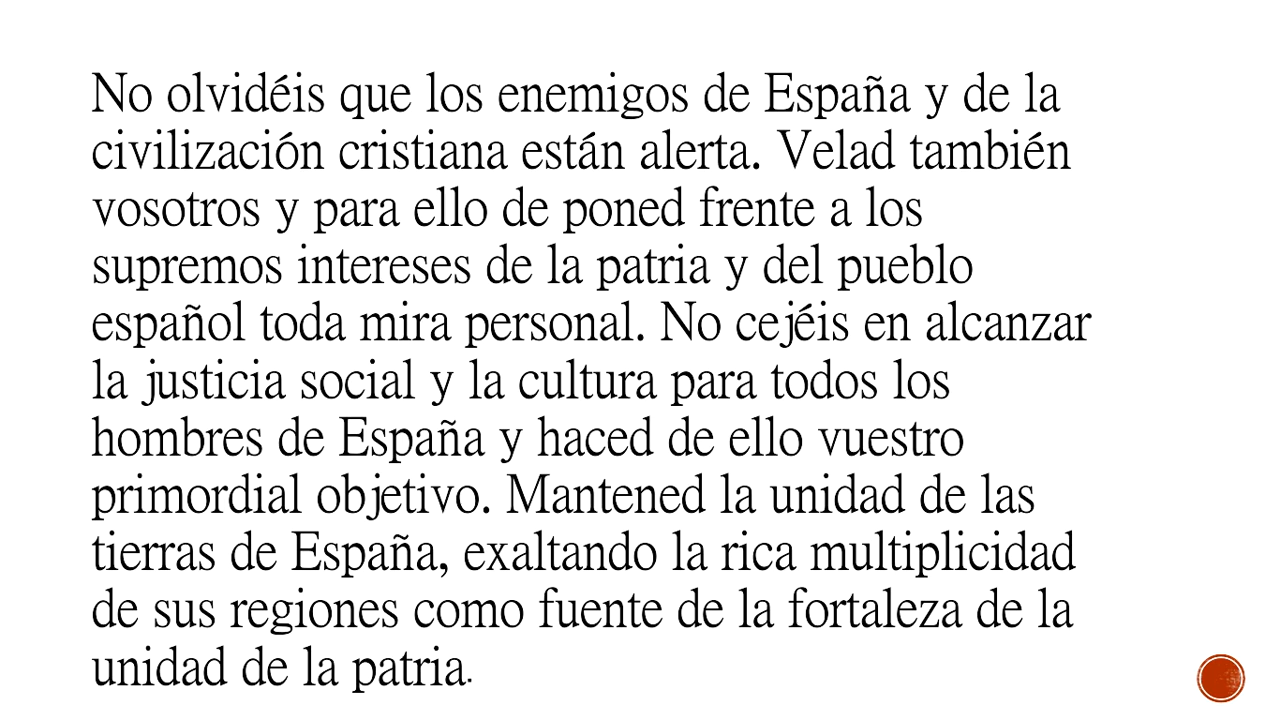 No olvidéis que los enemigos de España y de la
civilización cristiana están alerta. Velad también
vosotros y para ello de poned frente a los
supremos intereses de la patria y del pueblo
español toda mira personal. No cejéis en alcanzar
la justicia social y la cultura para todos los
hombres de España y haced de ello vuestro
primordial objetivo. Mantened la unidad de las
tierras de España, exaltando la rica multiplicidad
de sus regiones como fuente de la fortaleza de la
unidad de la patria.